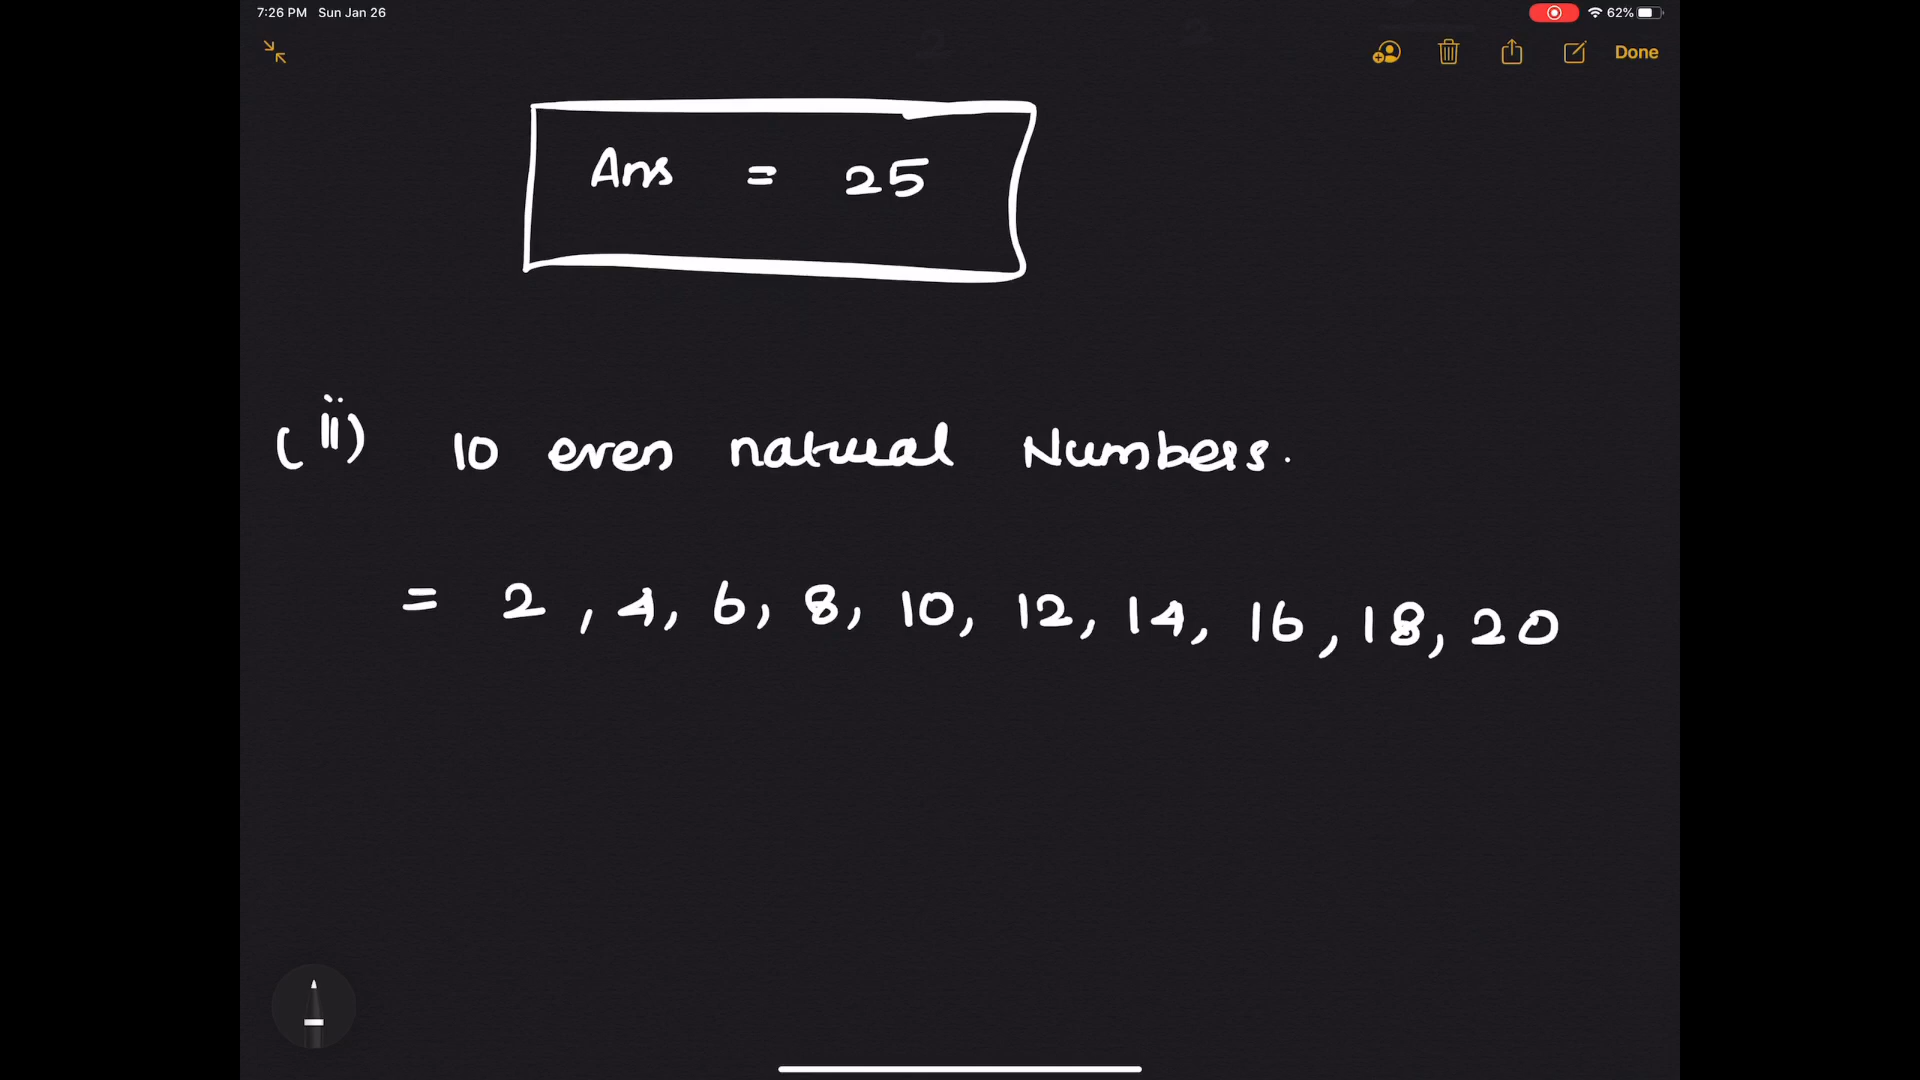 7:26 PM Sun Jan 26 62%
Done
Ans = 25
(ii) 10 even natural Numbers.
= 2, 4, 6, 8, 10, 12, 14, 16, 18, 20